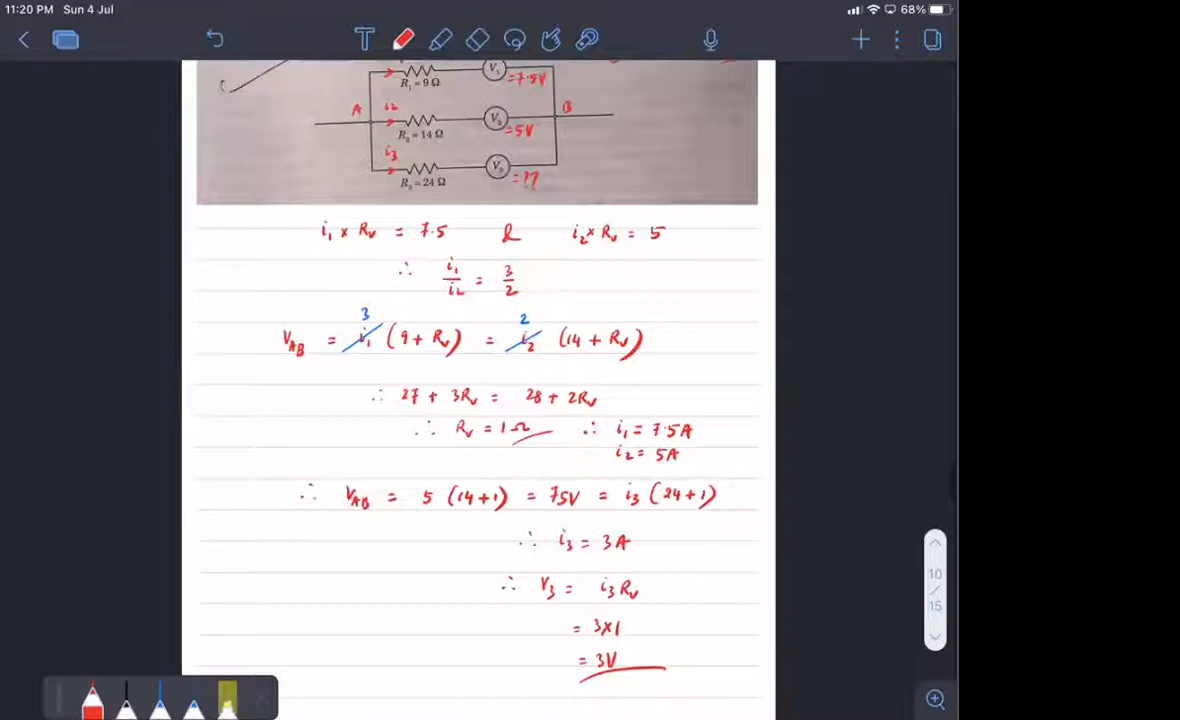 11:20 PM Sun 4 Jul 68%
V₁ = 7.5V
R₁ = 9 Ω
A i₂ B
V₂ = 5V
R₂ = 14 Ω
i₃
V₃ = ??
R₃ = 24 Ω
i₁ × Rᵥ = 7.5 & i₂ × Rᵥ = 5
∴ i₁/i₂ = 3/2
3 2
V_AB = i₁ (9 + Rᵥ) = i₂ (14 + Rᵥ)
∴ 27 + 3Rᵥ = 28 + 2Rᵥ
∴ Rᵥ = 1Ω ∴ i₁ = 7.5A
i₂ = 5A
∴ V_AB = 5 (14+1) = 75V = i₃ (24+1)
∴ i₃ = 3A
∴ V₃ = i₃ Rᵥ
= 3×1
= 3V
10
/
15